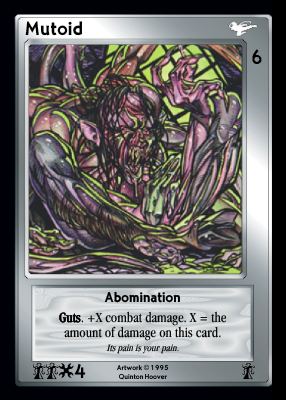 Mutoid
6
Abomination
Guts. +X combat damage. X = the
amount of damage on this card.
Its pain is your pain.
4
Artwork © 1995
Quinton Hoover